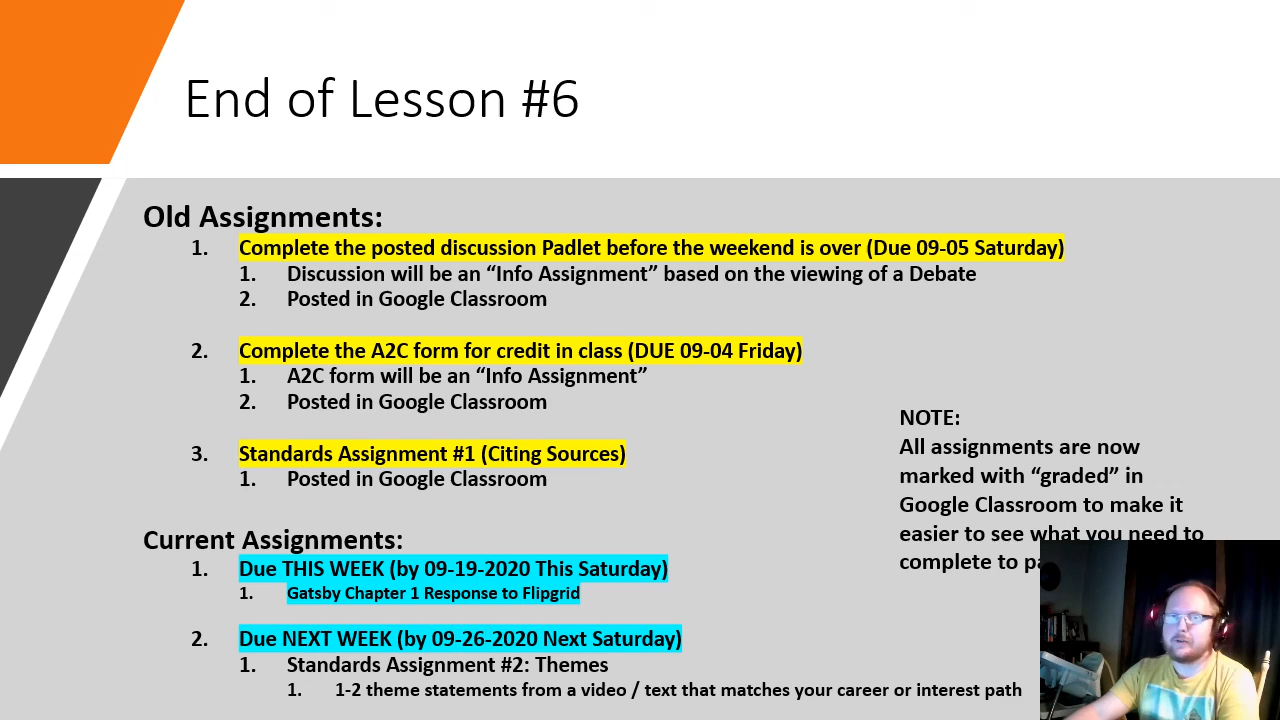 End of Lesson #6
Old Assignments:
1. Complete the posted discussion Padlet before the weekend is over (Due 09-05 Saturday)
1. Discussion will be an “Info Assignment” based on the viewing of a Debate
2. Posted in Google Classroom
2. Complete the A2C form for credit in class (DUE 09-04 Friday)
1. A2C form will be an “Info Assignment”
2. Posted in Google Classroom
3. Standards Assignment #1 (Citing Sources)
1. Posted in Google Classroom
Current Assignments:
1. Due THIS WEEK (by 09-19-2020 This Saturday)
1. Gatsby Chapter 1 Response to Flipgrid
2. Due NEXT WEEK (by 09-26-2020 Next Saturday)
1. Standards Assignment #2: Themes
1. 1-2 theme statements from a video / text that matches your career or interest path
NOTE:
All assignments are now
marked with “graded” in
Google Classroom to make it
easier to see what you need to
complete to